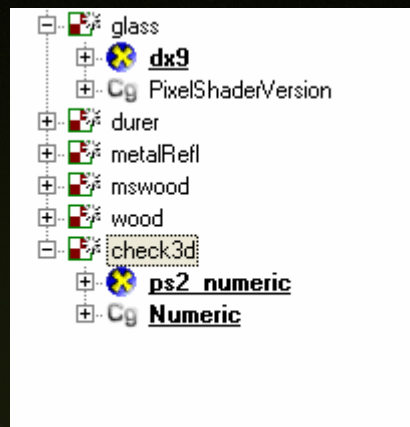 glass
dx9
Cg PixelShaderVersion
durer
metalRefl
mswood
wood
check3d
ps2_numeric
Cg Numeric